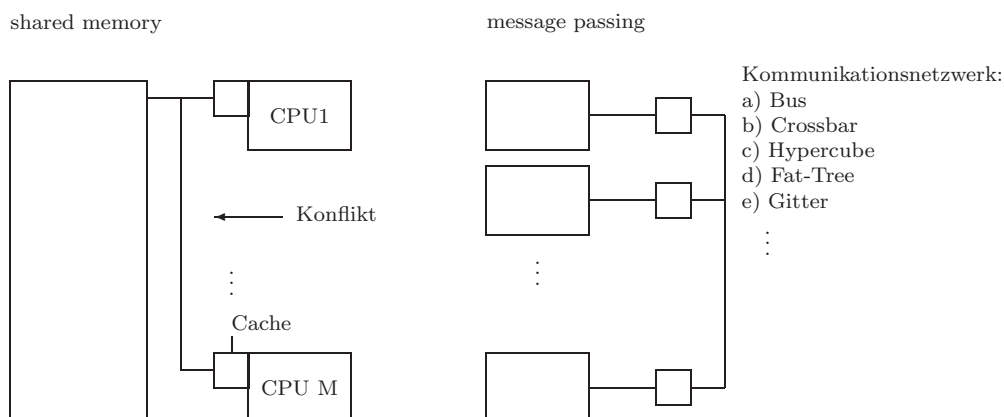 shared memory
message passing
CPU1
Konflikt
⋮
Cache
CPU M
⋮
Kommunikationsnetzwerk:
a) Bus
b) Crossbar
c) Hypercube
d) Fat-Tree
e) Gitter
⋮